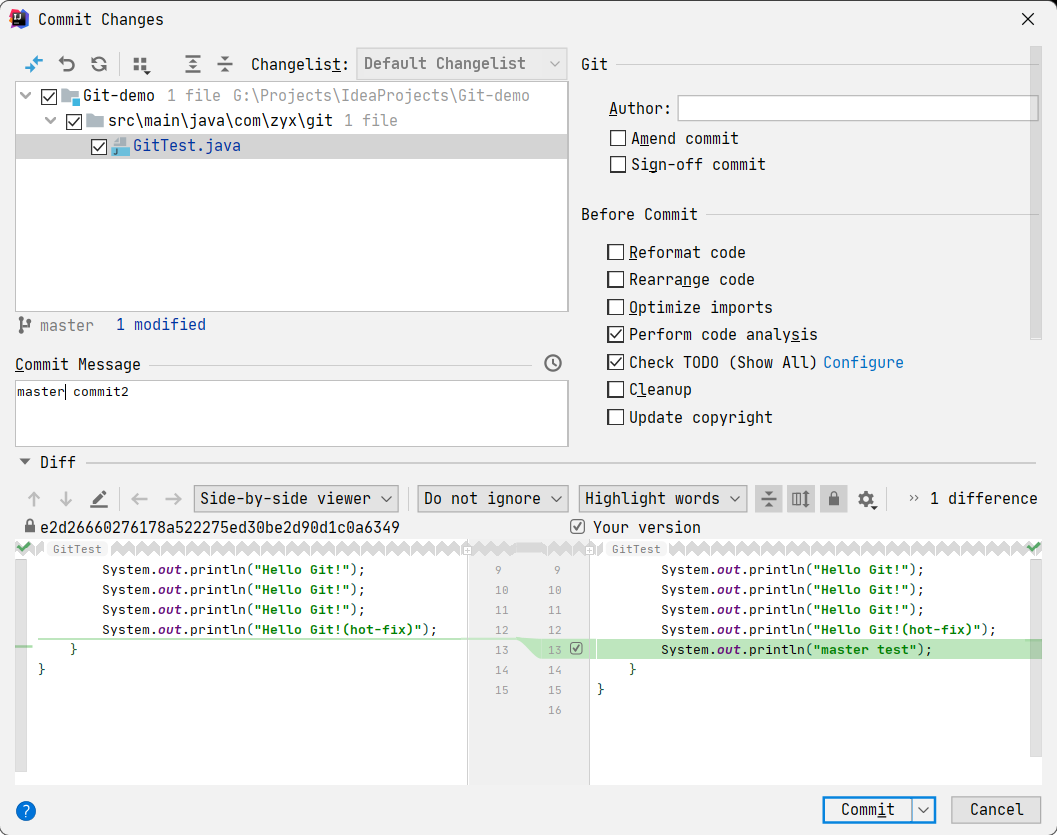 Commit Changes
Changelist: Default Changelist
Git-demo 1 file G:\Projects\IdeaProjects\Git-demo
src\main\java\com\zyx\git 1 file
GitTest.java
master 1 modified
Commit Message
master commit2
Git
Author:
Amend commit
Sign-off commit
Before Commit
Reformat code
Rearrange code
Optimize imports
Perform code analysis
Check TODO (Show All) Configure
Cleanup
Update copyright
Diff
Side-by-side viewer Do not ignore Highlight words » 1 difference
e2d26660276178a522275ed30be2d90d1c0a6349 Your version
GitTest GitTest
System.out.println("Hello Git!"); 9 9 System.out.println("Hello Git!");
System.out.println("Hello Git!"); 10 10 System.out.println("Hello Git!");
System.out.println("Hello Git!"); 11 11 System.out.println("Hello Git!");
System.out.println("Hello Git!(hot-fix)"); 12 12 System.out.println("Hello Git!(hot-fix)");
} 13 13 System.out.println("master test");
} 14 14 }
15 15 }
16
? Commit Cancel